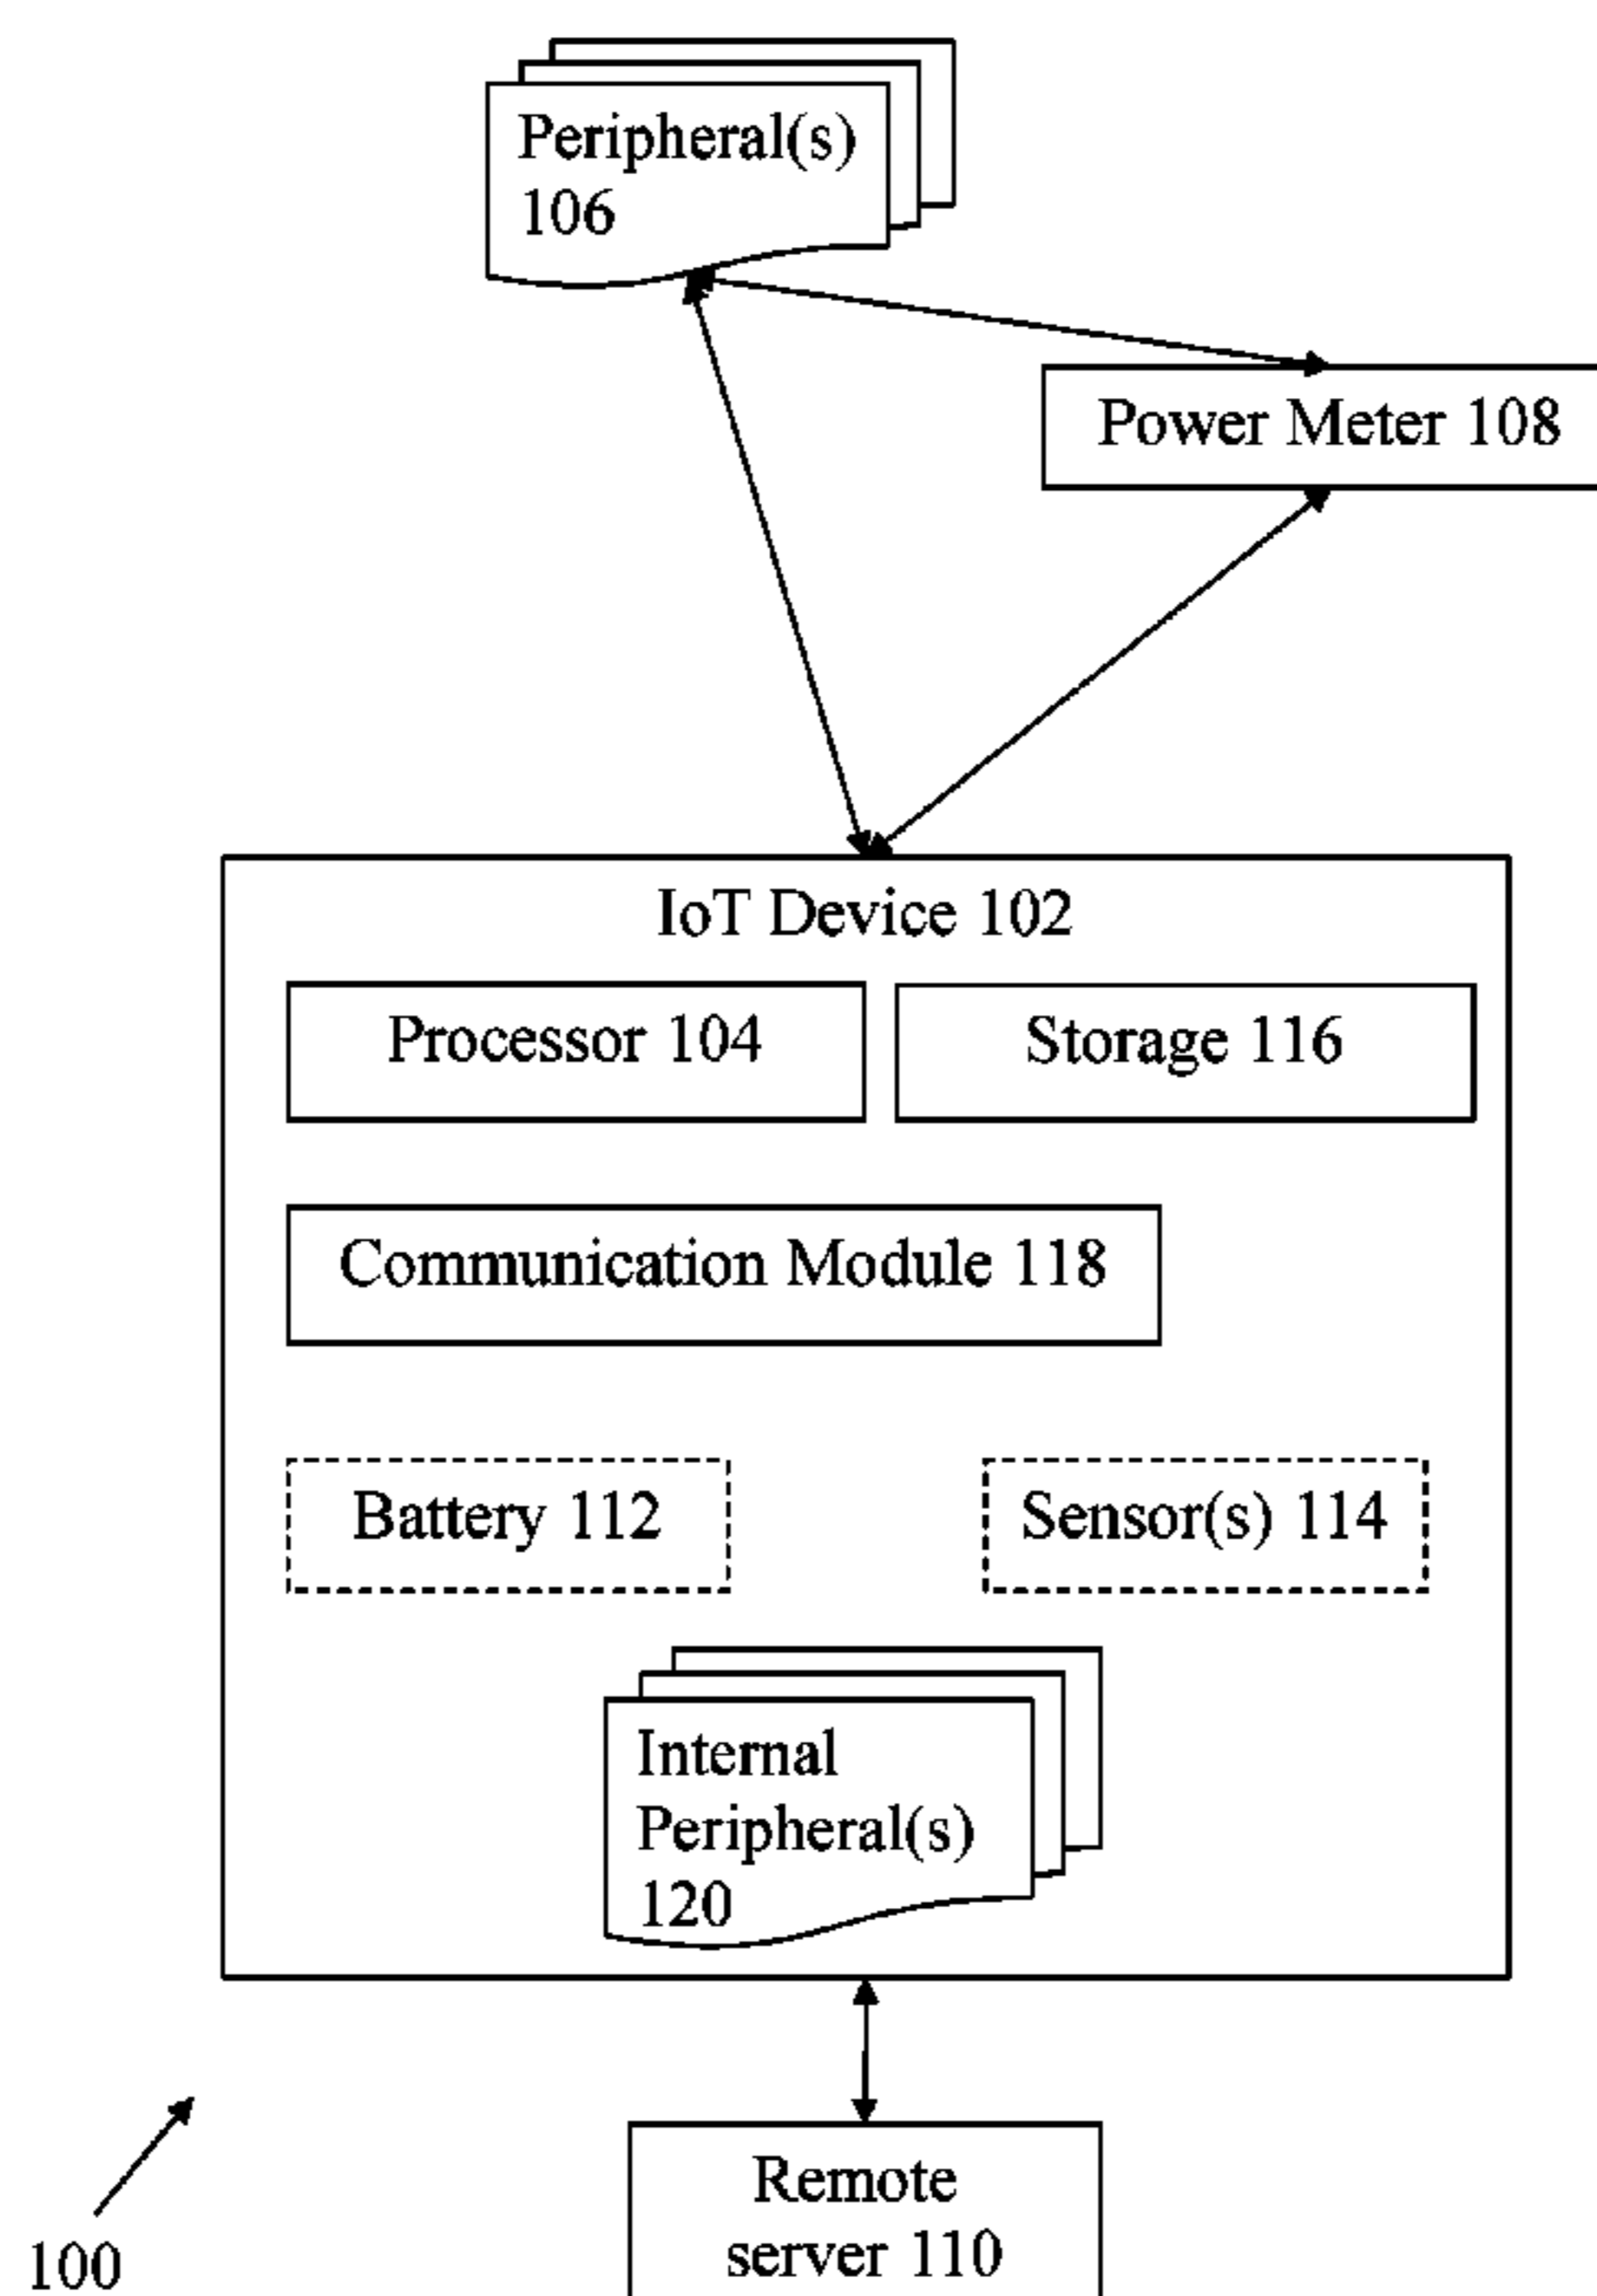 Peripheral(s)
106
Power Meter 108
IoT Device 102
Processor 104
Storage 116
Communication Module 118
Battery 112
Sensor(s) 114
Internal
Peripheral(s)
120
Remote
server 110
100